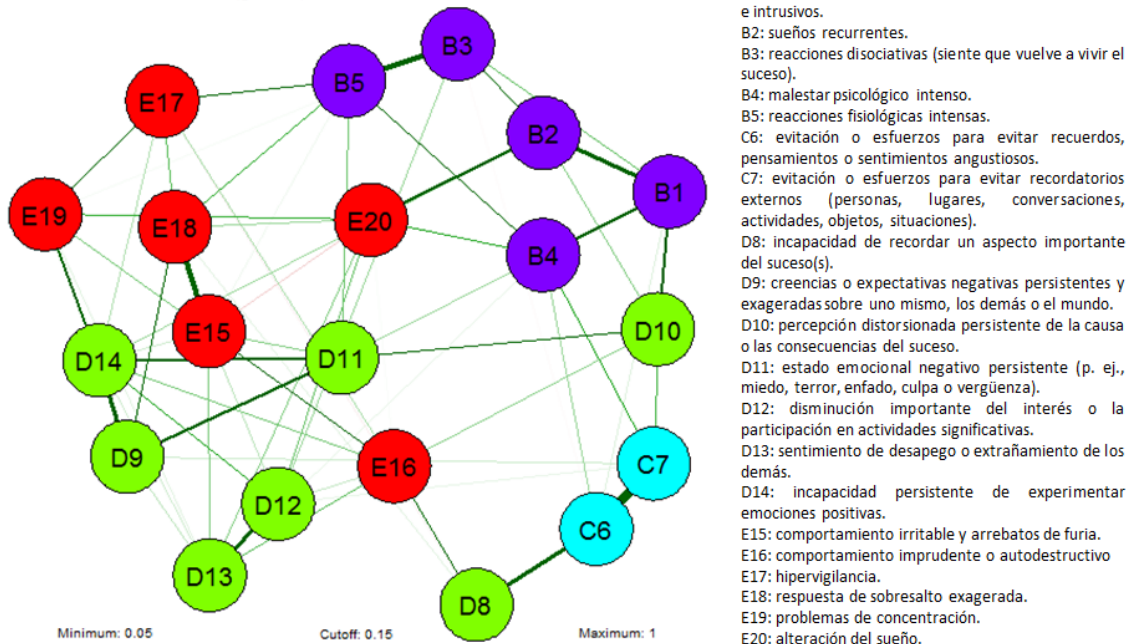 B3
B5
E17
B2
B1
E19
E18
E20
B4
E15
D10
D14
D11
D9
E16
C7
D12
C6
D13
D8
Minimum: 0.05
Cutoff: 0.15
Maximum: 1
e intrusivos.
B2: sueños recurrentes.
B3: reacciones disociativas (siente que vuelve a vivir el
suceso).
B4: malestar psicológico intenso.
B5: reacciones fisiológicas intensas.
C6: evitación o esfuerzos para evitar recuerdos,
pensamientos o sentimientos angustiosos.
C7: evitación o esfuerzos para evitar recordatorios
externos (personas, lugares, conversaciones,
actividades, objetos, situaciones).
D8: incapacidad de recordar un aspecto importante
del suceso(s).
D9: creencias o expectativas negativas persistentes y
exageradas sobre uno mismo, los demás o el mundo.
D10: percepción distorsionada persistente de la causa
o las consecuencias del suceso.
D11: estado emocional negativo persistente (p. ej.,
miedo, terror, enfado, culpa o vergüenza).
D12: disminución importante del interés o la
participación en actividades significativas.
D13: sentimiento de desapego o extrañamiento de los
demás.
D14: incapacidad persistente de experimentar
emociones positivas.
E15: comportamiento irritable y arrebatos de furia.
E16: comportamiento imprudente o autodestructivo
E17: hipervigilancia.
E18: respuesta de sobresalto exagerada.
E19: problemas de concentración.
E20: alteración del sueño.